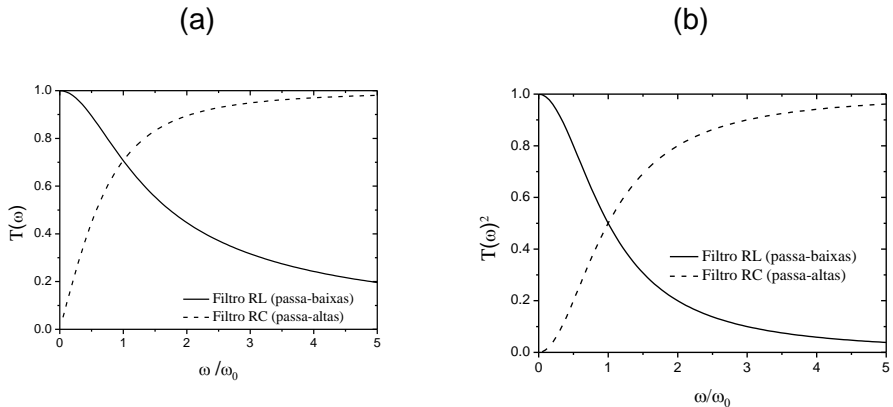 (a)
1.0
0.8
0.6
0.4
0.2
0.0
T(ω)
Filtro RL (passa-baixas)
Filtro RC (passa-altas)
0 1 2 3 4 5
ω /ω0
(b)
1.0
0.8
0.6
0.4
0.2
0.0
T(ω)²
Filtro RL (passa-baixas)
Filtro RC (passa-altas)
0 1 2 3 4 5
ω/ω0